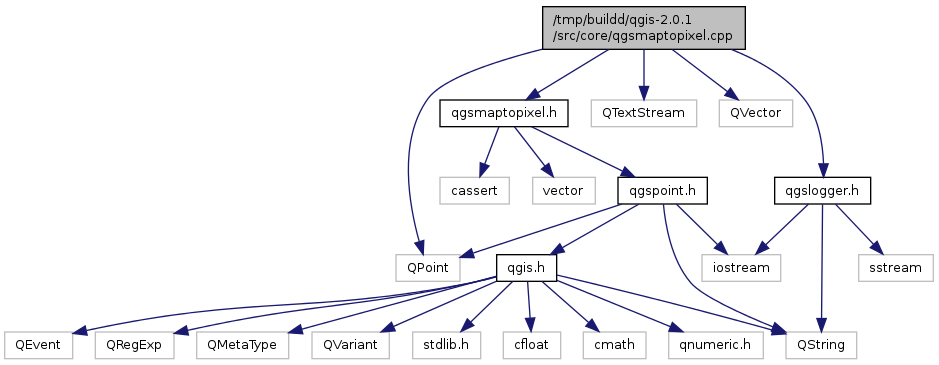 /tmp/buildd/qgis-2.0.1
/src/core/qgsmaptopixel.cpp
qgsmaptopixel.h
QTextStream
QVector
cassert
vector
qgspoint.h
qgslogger.h
QPoint
qgis.h
iostream
sstream
QEvent
QRegExp
QMetaType
QVariant
stdlib.h
cfloat
cmath
qnumeric.h
QString